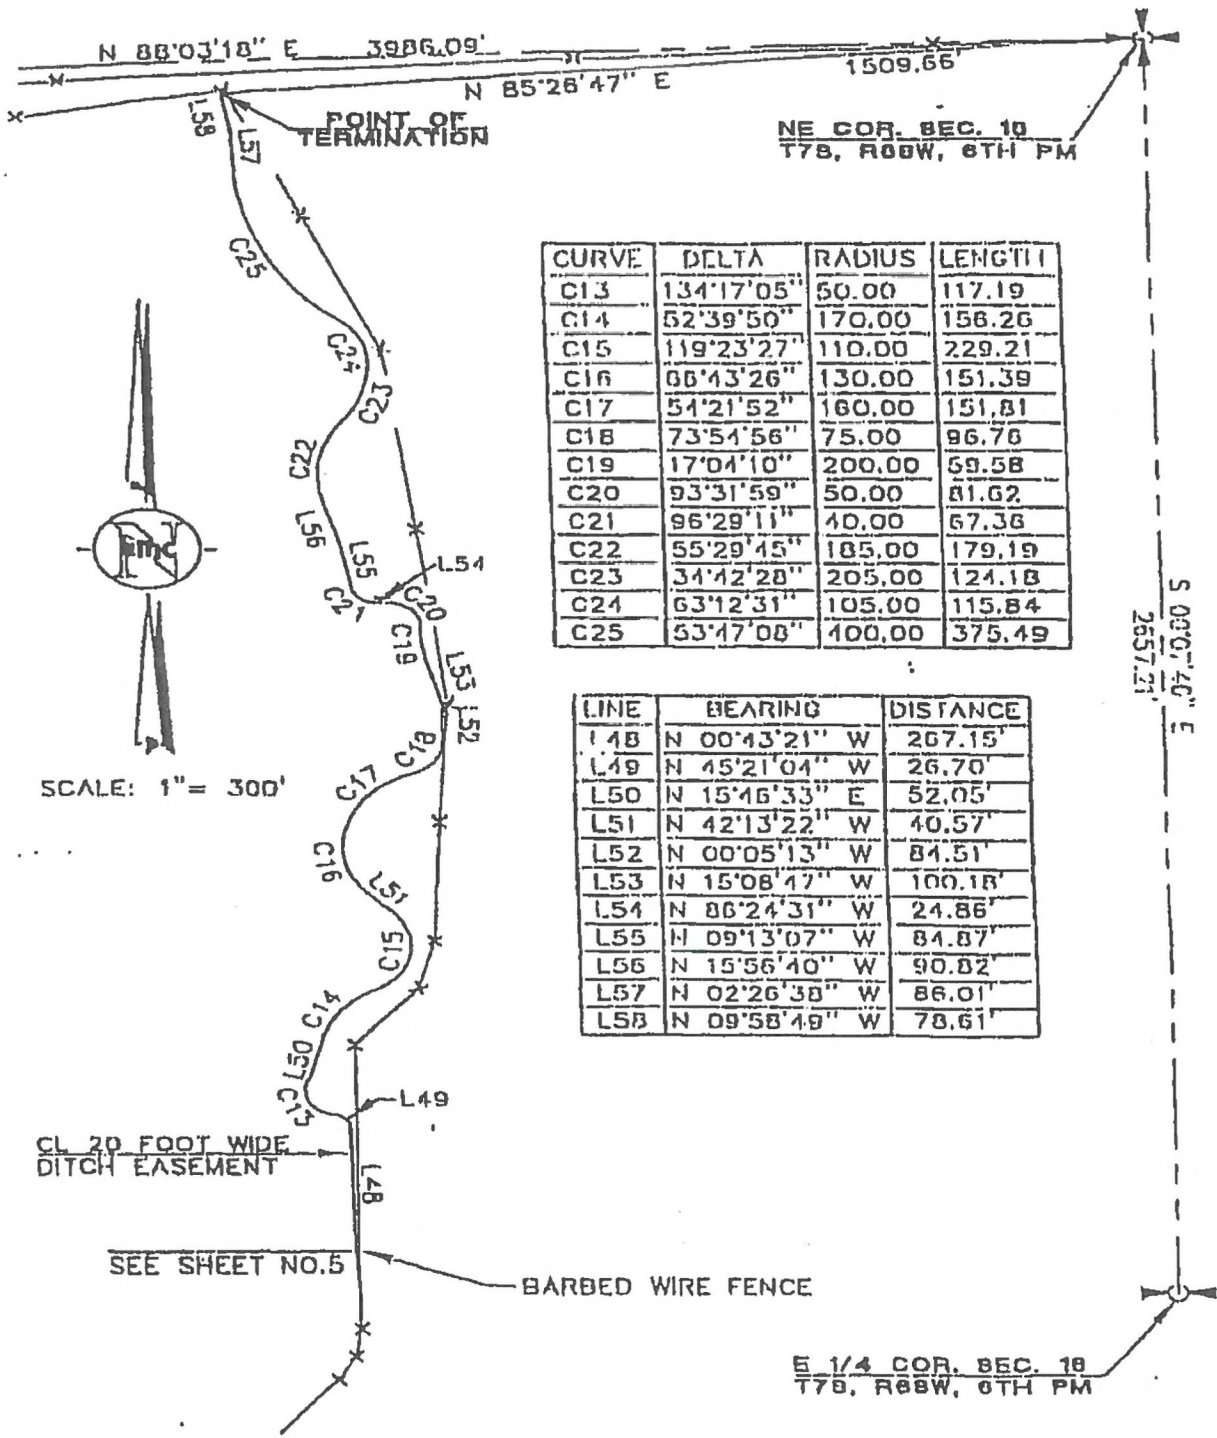 N 88°03'18" E 3986.09'
N 85°26'47" E
1509.66'
L58
L57
POINT OF
TERMINATION
NE COR. SEC. 18
T7S, R88W, 6TH PM
C25
C24
C23
C22
L56
L55
L54
C21
C20
C19
L53
L52
C18
C17
C16
L51
C15
C14
L50
C13
L49
L48
SCALE: 1"= 300'
CURVE DELTA RADIUS LENGTH
C13 134°17'05" 50.00 117.19
C14 52°39'50" 170.00 156.26
C15 119°23'27" 110.00 229.21
C16 66°43'26" 130.00 151.39
C17 54°21'52" 160.00 151.81
C18 73°54'56" 75.00 96.76
C19 17°04'10" 200.00 59.58
C20 93°31'59" 50.00 81.62
C21 96°29'11" 40.00 67.36
C22 55°29'45" 185.00 179.19
C23 34°42'28" 205.00 124.18
C24 63°12'31" 105.00 115.84
C25 53°47'08" 400.00 375.49
LINE BEARING DISTANCE
L48 N 00°43'21" W 267.15'
L49 N 45°21'04" W 26.70'
L50 N 15°46'33" E 52.05'
L51 N 42°13'22" W 40.57'
L52 N 00°05'13" W 84.51'
L53 N 15°08'47" W 100.18'
L54 N 86°24'31" W 24.86'
L55 N 09°13'07" W 84.87'
L56 N 15°56'40" W 90.82'
L57 N 02°26'38" W 86.01'
L58 N 09°58'49" W 78.61'
S 00°07'40" E
2657.21'
CL 20 FOOT WIDE
DITCH EASEMENT
SEE SHEET NO.5
BARBED WIRE FENCE
E 1/4 COR. SEC. 18
T7S, R88W, 6TH PM